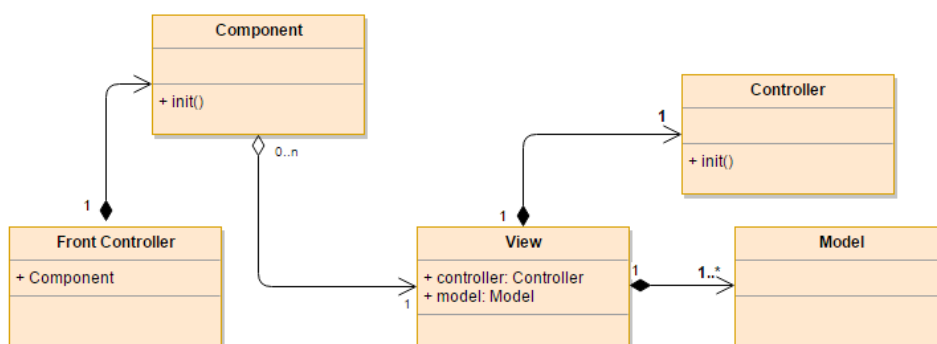 Component
+ init()
0..n
Controller
1
+ init()
1
1
Front Controller
+ Component
View
+ controller: Controller
+ model: Model
1
1
1..*
Model